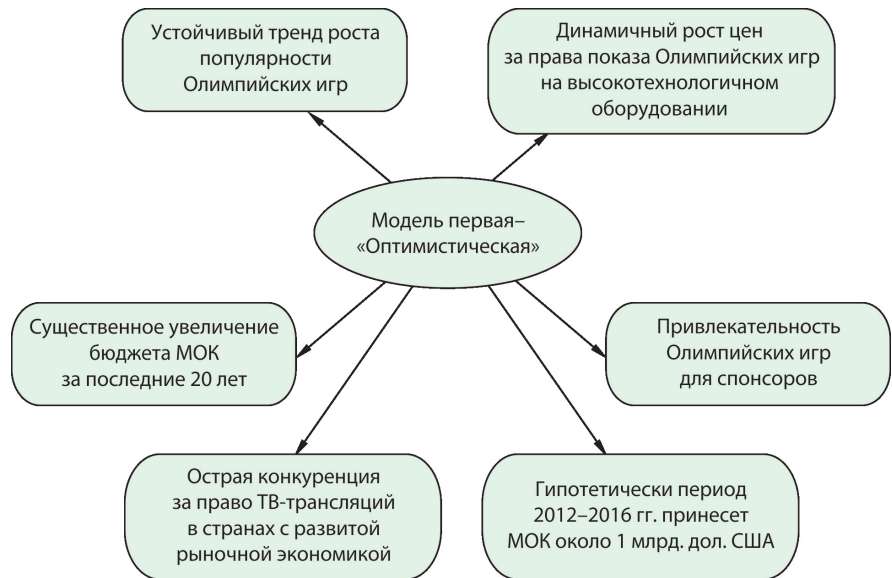 Устойчивый тренд роста
популярности
Олимпийских игр
Динамичный рост цен
за права показа Олимпийских игр
на высокотехнологичном
оборудовании
Модель первая–
«Оптимистическая»
Существенное увеличение
бюджета МОК
за последние 20 лет
Привлекательность
Олимпийских игр
для спонсоров
Острая конкуренция
за право ТВ-трансляций
в странах с развитой
рыночной экономикой
Гипотетически период
2012–2016 гг. принесет
МОК около 1 млрд. дол. США